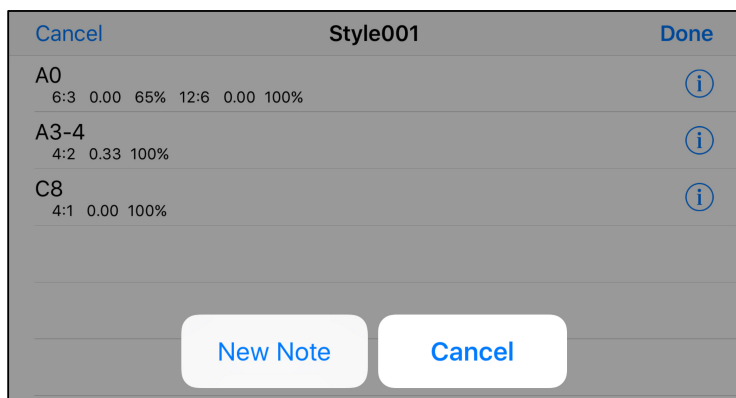 Cancel Style001 Done
A0
6:3 0.00 65% 12:6 0.00 100%
A3-4
4:2 0.33 100%
C8
4:1 0.00 100%
New Note Cancel